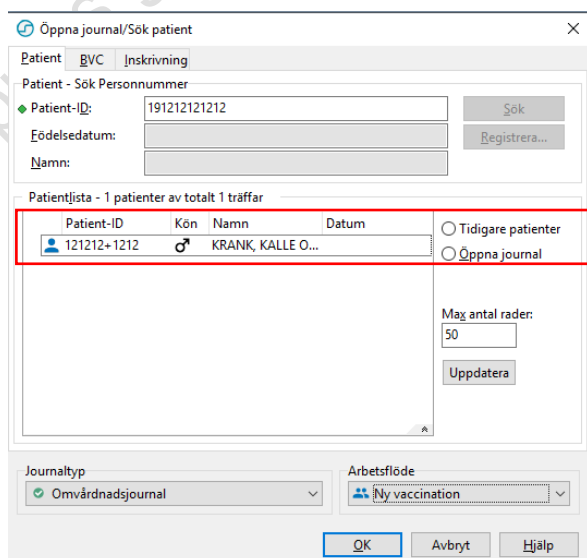 Öppna journal/Sök patient
Patient BVC Inskrivning
Patient - Sök Personnummer
Patient-ID: 191212121212 Sök
Födelsedatum: Registrera...
Namn:
Patientlista - 1 patienter av totalt 1 träffar
Patient-ID Kön Namn Datum
121212+1212 KRANK, KALLE O...
Tidigare patienter
Öppna journal
Max antal rader:
50
Uppdatera
Journaltyp Arbetsflöde
Omvårdnadsjournal Ny vaccination
OK Avbryt Hjälp